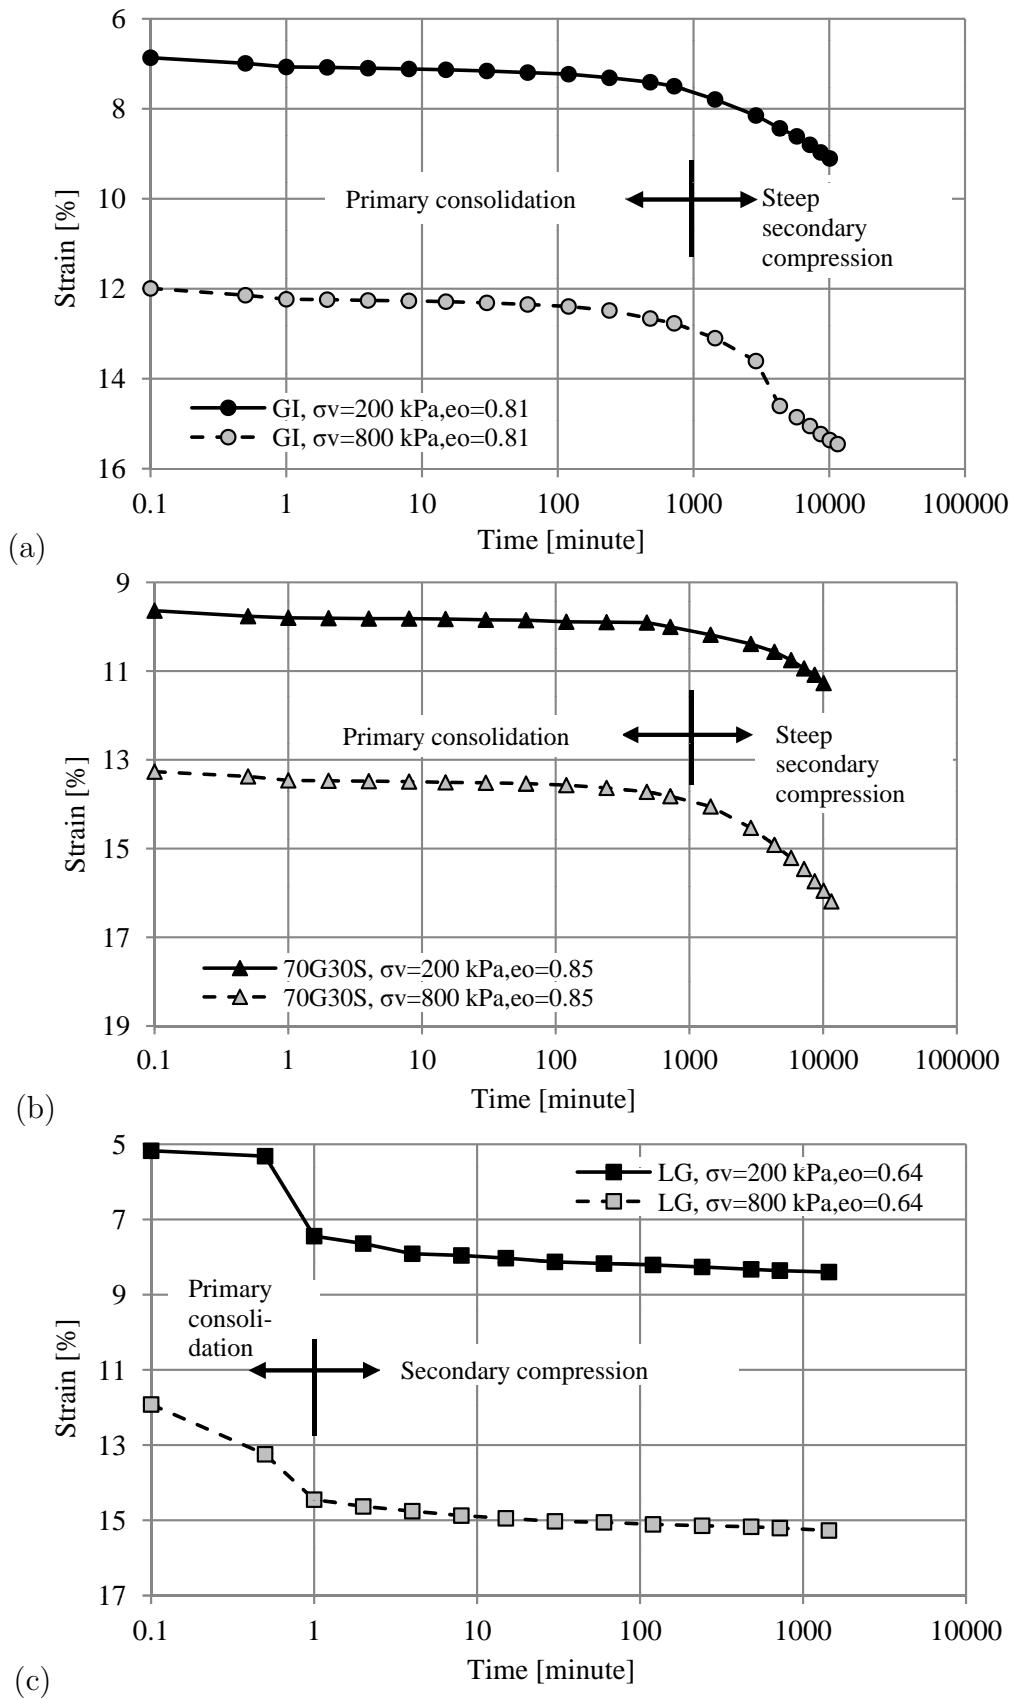 6
8
10
12
14
16
Strain [%]
Primary consolidation
Steep
secondary
compression
GI, σv=200 kPa,eo=0.81
GI, σv=800 kPa,eo=0.81
0.1 1 10 100 1000 10000 100000
Time [minute]
(a)
9
11
13
15
17
19
Strain [%]
Primary consolidation
Steep
secondary
compression
70G30S, σv=200 kPa,eo=0.85
70G30S, σv=800 kPa,eo=0.85
0.1 1 10 100 1000 10000 100000
Time [minute]
(b)
5
7
9
11
13
15
17
Strain [%]
LG, σv=200 kPa,eo=0.64
LG, σv=800 kPa,eo=0.64
Primary
consoli-
dation
Secondary compression
0.1 1 10 100 1000 10000
Time [minute]
(c)